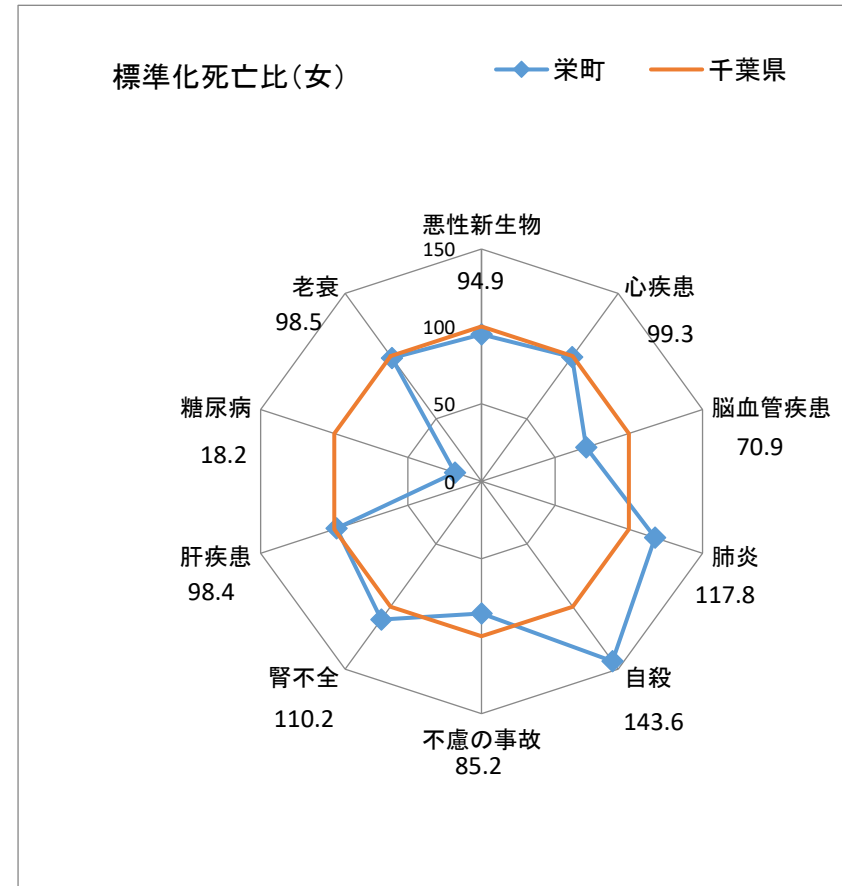 標準化死亡比(女)
栄町
千葉県
悪性新生物
150
94.9
心疾患
99.3
老衰
98.5
100
脳血管疾患
70.9
糖尿病
18.2
50
0
肺炎
117.8
肝疾患
98.4
自殺
143.6
腎不全
110.2
不慮の事故
85.2